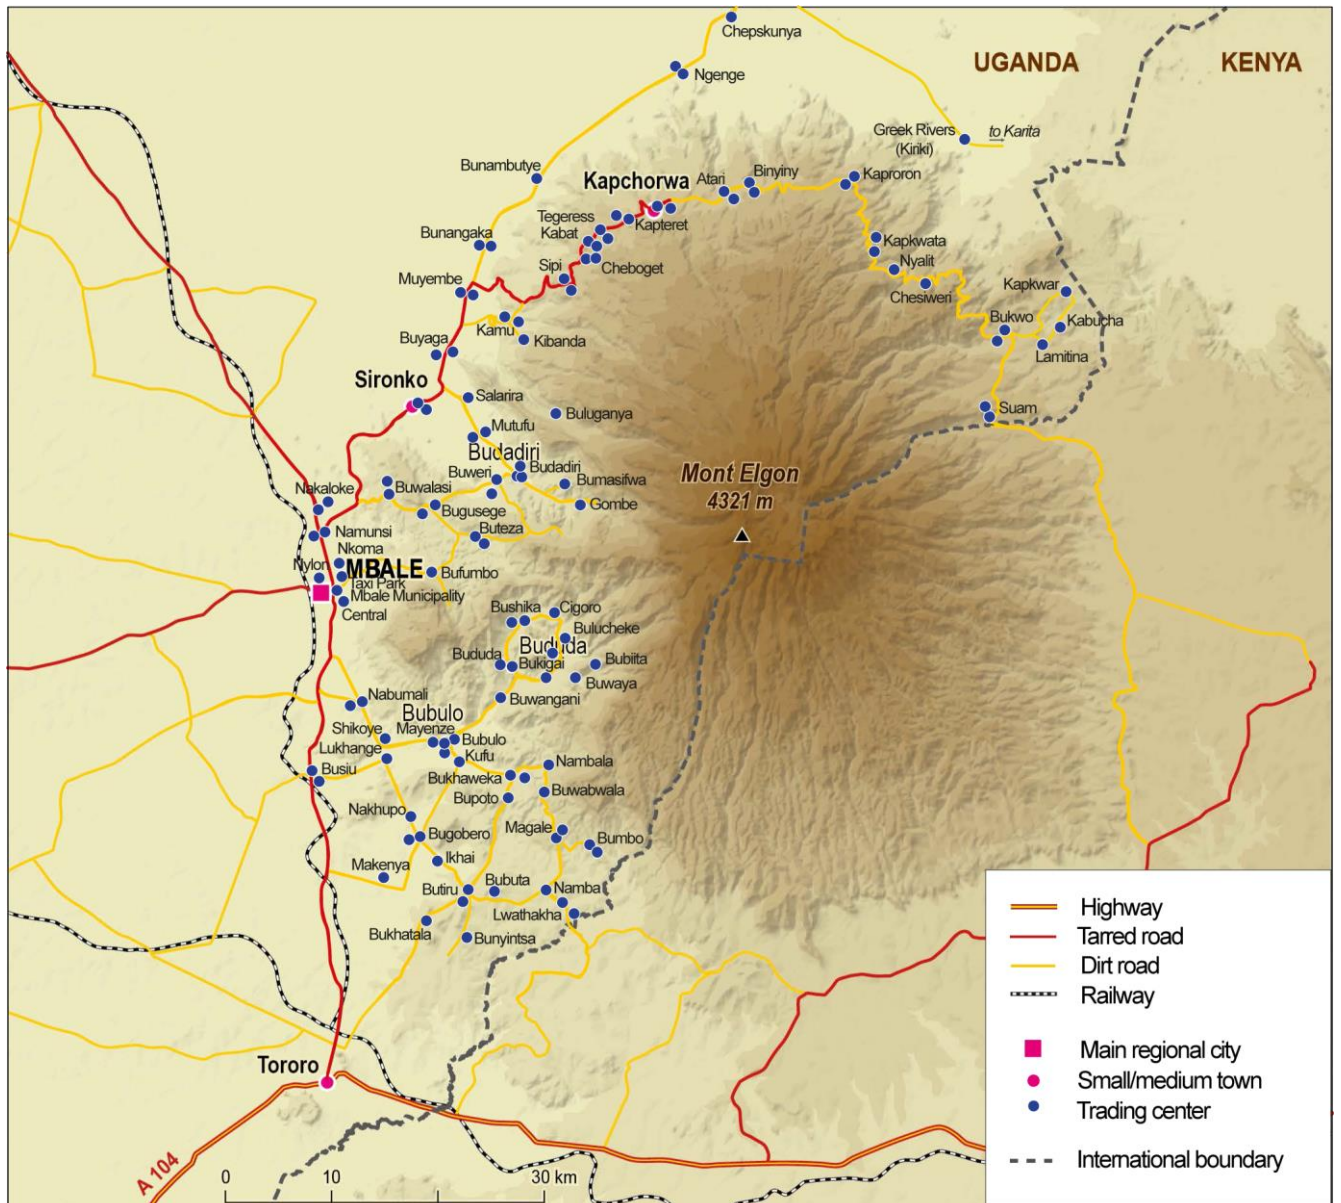 Chepskunya
Ngenge
UGANDA
KENYA
Greek Rivers
(Kiriki)
to Karita
Bunambutye
Kapchorwa
Atari
Binyiny
Kaproron
Tegeress
Kapteret
Kabat
Bunangaka
Cheboget
Sipi
Kapkwata
Nyalit
Chesiweri
Kapkwar
Muyembe
Kamu
Kibanda
Bukwo
Kabucha
Lamitina
Buyaga
Sironko
Salarira
Buluganya
Suam
Mutufu
Budadiri
Buweri
Budadiri
Bumasifwa
Gombe
Mont Elgon
4321 m
Nakaloke
Buwalasi
Bugusege
Buteza
Namunsi
Nkoma
Nylon
MBALE
Taxi Park
Mbale Municipality
Central
Bufumbo
Bushika
Cigoro
Bulucheke
Bududa
Bududa
Bukigai
Bubiita
Buwaya
Buwangani
Nabumali
Bubulo
Shikoye
Mayenze
Bubulo
Lukhange
Kufu
Busiu
Bukhaweka
Nambala
Bupoto
Buwabwala
Nakhupo
Magale
Bumbo
Bugobero
Ikhai
Makenya
Butiru
Bubuta
Namba
Lwathakha
Bukhatala
Bunyintsa
Tororo
A 104
0
10
30 km
Highway
Tarred road
Dirt road
Railway
Main regional city
Small/medium town
Trading center
International boundary